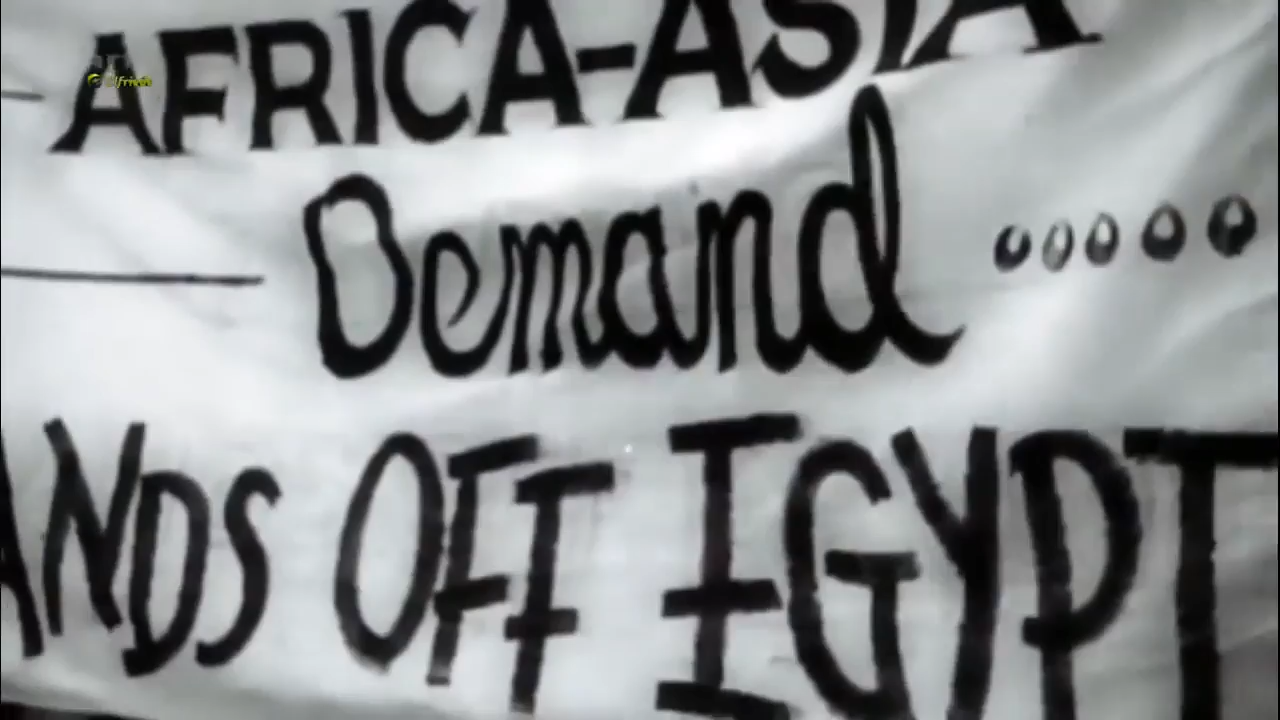 AFRICA-ASIA
Demand .....
ANDS OFF EGYPT